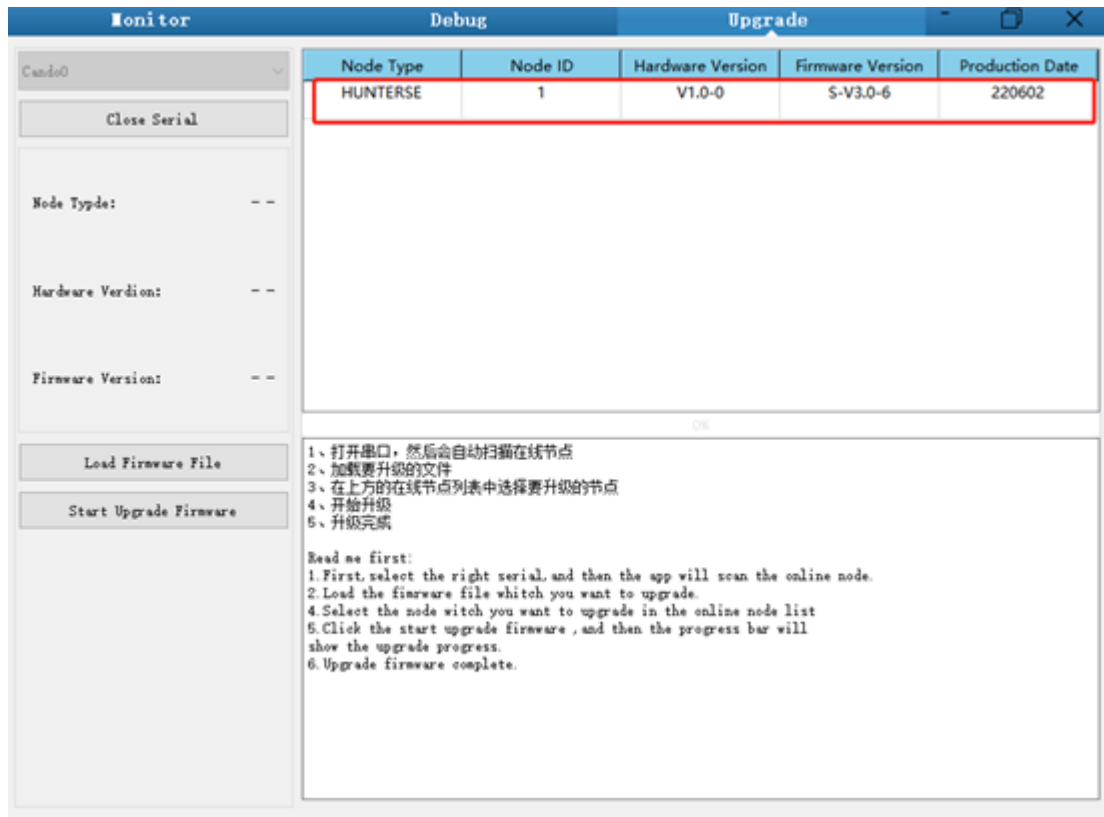 Monitor
Debug
Upgrade
Cando0
Close Serial
Node Typde:
--
Hardware Verdion:
--
Firmware Version:
--
Load Firmware File
Start Upgrade Firmware
Node Type
Node ID
Hardware Version
Firmware Version
Production Date
HUNTERSE
1
V1.0-0
S-V3.0-6
220602
0%
1、打开串口，然后会自动扫描在线节点
2、加载要升级的文件
3、在上方的在线节点列表中选择要升级的节点
4、开始升级
5、升级完成
Read me first:
1.First,select the right serial,and then the app will scan the online node.
2.Load the fimrware file whitch you want to upgrade.
4.Select the node witch you want to upgrade in the online node list
5.Click the start upgrade firmware ,and then the progress bar will
show the upgrade progress.
6.Upgrade firmware complete.